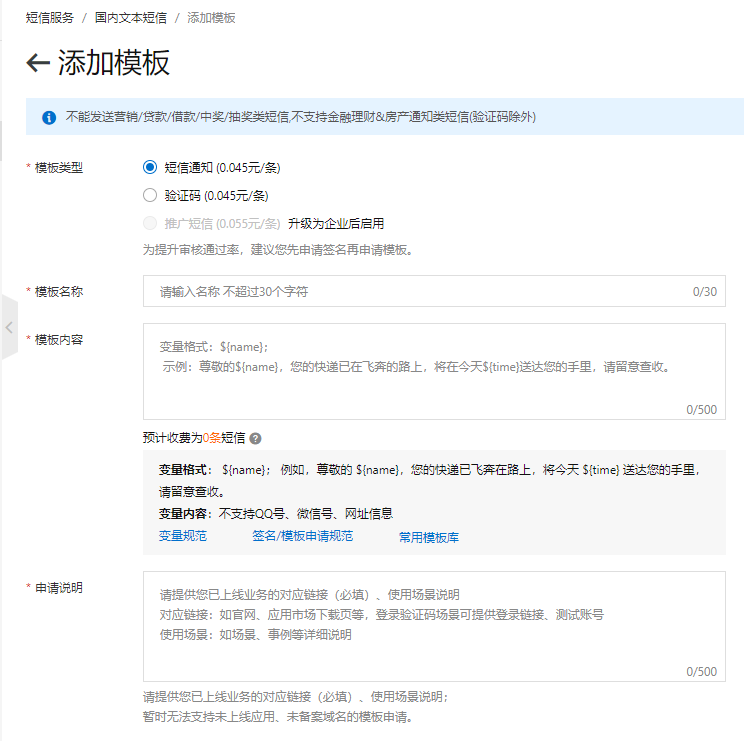 短信服务 / 国内文本短信 / 添加模板
添加模板
不能发送营销/贷款/借款/中奖/抽奖类短信,不支持金融理财&房产通知类短信(验证码除外)
* 模板类型
短信通知 (0.045元/条)
验证码 (0.045元/条)
推广短信 (0.055元/条) 升级为企业后启用
为提升审核通过率，建议您先申请签名再申请模板。
* 模板名称
请输入名称 不超过30个字符 0/30
* 模板内容
变量格式：${name}；
示例：尊敬的${name}，您的快递已在飞奔的路上，将在今天${time}送达您的手里，请留意查收。
0/500
预计收费为0条短信 ?
变量格式： ${name}； 例如，尊敬的 ${name}，您的快递已飞奔在路上，将今天 ${time} 送达您的手里，
请留意查收。
变量内容：不支持QQ号、微信号、网址信息
变量规范 签名/模板申请规范 常用模板库
* 申请说明
请提供您已上线业务的对应链接（必填）、使用场景说明
对应链接：如官网、应用市场下载页等，登录验证码场景可提供登录链接、测试账号
使用场景：如场景、事例等详细说明
0/500
请提供您已上线业务的对应链接（必填）、使用场景说明；
暂时无法支持未上线应用、未备案域名的模板申请。